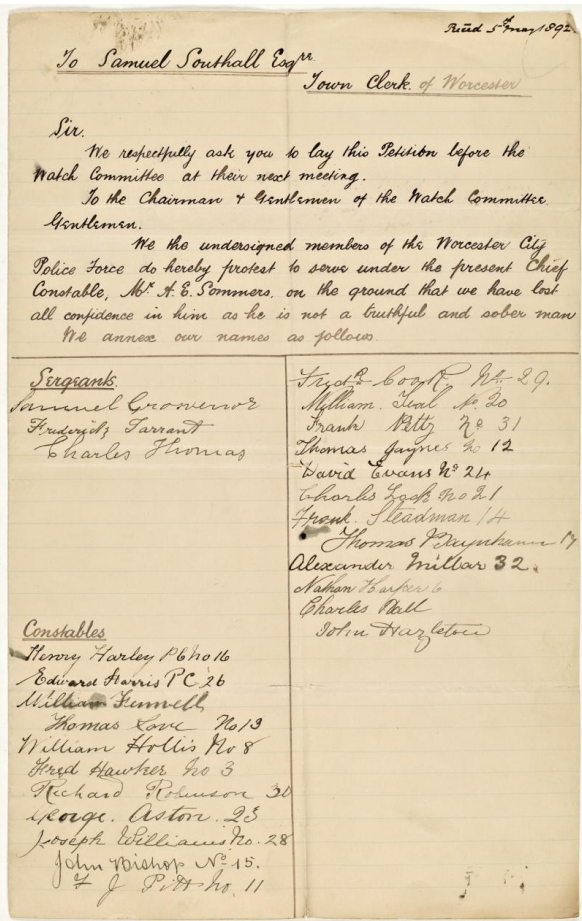 Rec'd 5th May 1892
To Samuel Southall Esqre
Town Clerk of Worcester
Sir.
We respectfully ask you to lay this Petition before the
Watch Committee at their next meeting.
To the Chairman & Gentlemen of the Watch Committee.
Gentlemen.
We the undersigned members of the Worcester City
Police Force do hereby protest to serve under the present Chief
Constable, Mr A. E. Sommers, on the ground that we have lost
all confidence in him as he is not a truthful and sober man
We annex our names as follows.
Sergeants.
Samuel Groovenor
Frederick Tarrant
Charles Thomas
Constables
Henry Harley PC No 16
Edward Harris PC 26
William Fennell
Thomas Love No 13
William Hollis No 8
Fred Hawker No 3
Richard Robinson 30
George. Aston. 23
Joseph Williams No. 28
John Bishop No 15.
F J Pitt No. 11
Fredk Cook No 29.
William. Teal No 20
Frank No 31
Thomas Jaynes No 12
David Evans No 24
Charles Lock No 21
Frank. Steadman 14
Thomas 17
Alexander Millar 32.
Nathan Harper 6
Charles Ball
John Hazleton